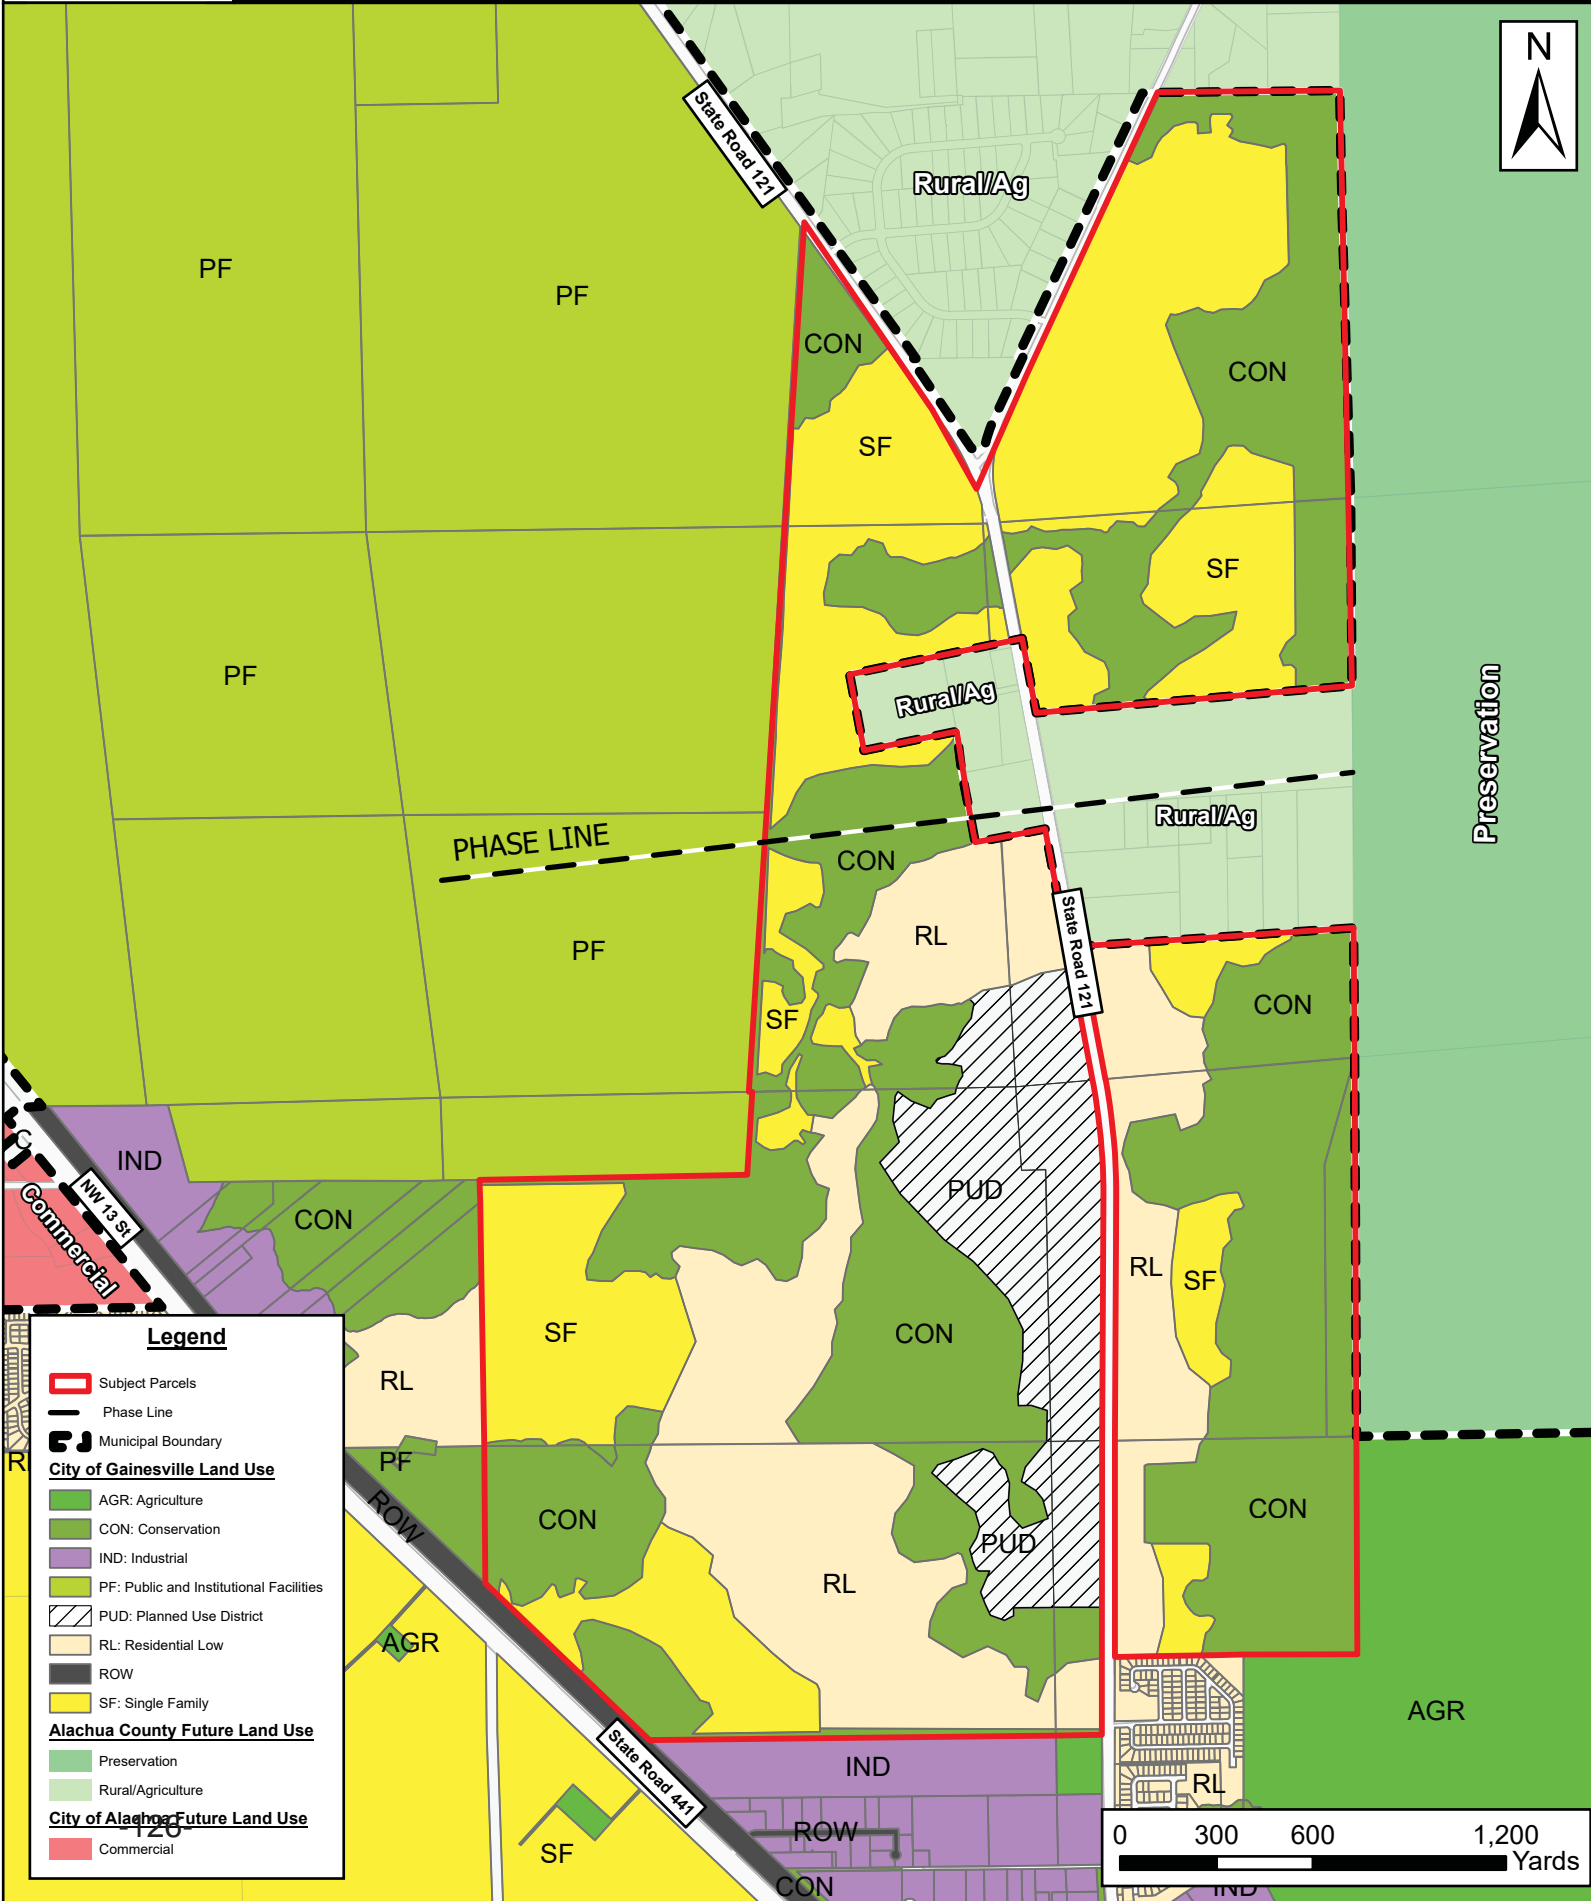 N
State Road 121
Rural/Ag
PF
PF
CON
CON
SF
SF
PF
Rural/Ag
Preservation
PHASE LINE
Rural/Ag
CON
RL
PF
State Road 121
CON
SF
C
IND
NW 13 St
Commercial
CON
PUD
RL
SF
SF
CON
RL
PF
ROW
CON
CON
PUD
RL
AGR
AGR
State Road 441
IND
RL
SF
ROW
CON
IND
Legend
Subject Parcels
Phase Line
Municipal Boundary
City of Gainesville Land Use
AGR: Agriculture
CON: Conservation
IND: Industrial
PF: Public and Institutional Facilities
PUD: Planned Use District
RL: Residential Low
ROW
SF: Single Family
Alachua County Future Land Use
Preservation
Rural/Agriculture
City of Alachua Future Land Use
-126-
Commercial
0 300 600 1,200
Yards